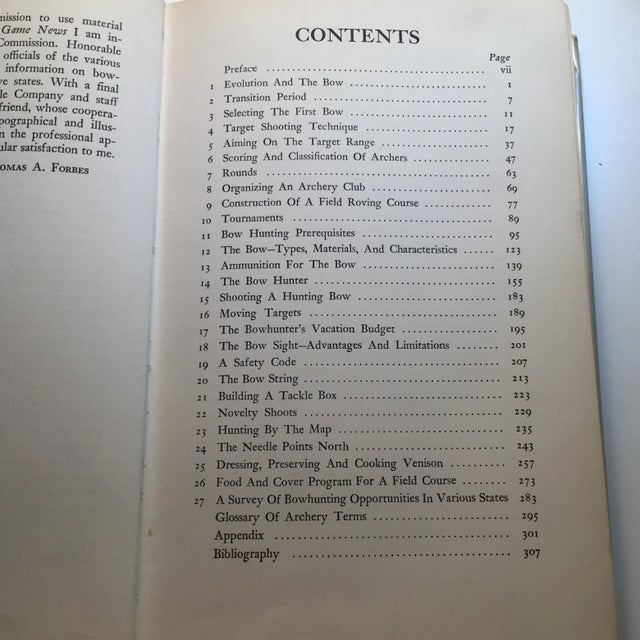 mission to use material
Game News I am in-
Commission. Honorable
officials of the various
information on bow-
ve states. With a final
le Company and staff
friend, whose coopera-
pographical and illus-
n the professional ap-
ular satisfaction to me.
OMAS A. FORBES
CONTENTS
Page
Preface vii
1 Evolution And The Bow 1
2 Transition Period 7
3 Selecting The First Bow 11
4 Target Shooting Technique 17
5 Aiming On The Target Range 37
6 Scoring And Classification Of Archers 47
7 Rounds 63
8 Organizing An Archery Club 69
9 Construction Of A Field Roving Course 77
10 Tournaments 89
11 Bow Hunting Prerequisites 95
12 The Bow—Types, Materials, And Characteristics 123
13 Ammunition For The Bow 139
14 The Bow Hunter 155
15 Shooting A Hunting Bow 183
16 Moving Targets 189
17 The Bowhunter's Vacation Budget 195
18 The Bow Sight—Advantages And Limitations 201
19 A Safety Code 207
20 The Bow String 213
21 Building A Tackle Box 223
22 Novelty Shoots 229
23 Hunting By The Map 235
24 The Needle Points North 243
25 Dressing, Preserving And Cooking Venison 257
26 Food And Cover Program For A Field Course 273
27 A Survey Of Bowhunting Opportunities In Various States 283
Glossary Of Archery Terms 295
Appendix 301
Bibliography 307